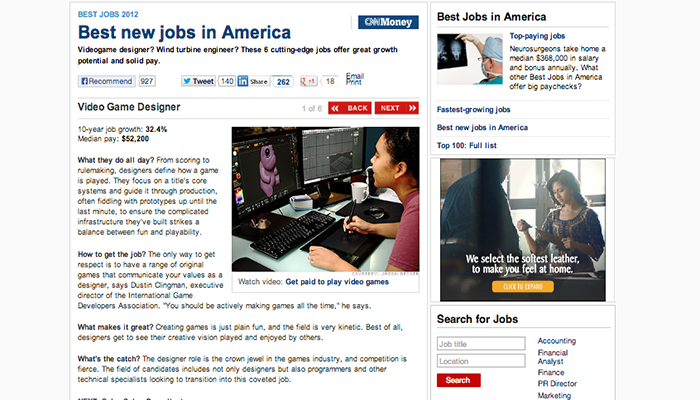 BEST JOBS 2012
Best new jobs in America
CNNMoney
Videogame designer? Wind turbine engineer? These 6 cutting-edge jobs offer great growth
potential and solid pay.
Recommend 927
Tweet 140
Share 262
+1 18
Email
Print
Video Game Designer
1 of 6
BACK
NEXT
10-year job growth: 32.4%
Median pay: $52,200
What they do all day? From scoring to
rulemaking, designers define how a game
is played. They focus on a title's core
systems and guide it through production,
often fiddling with prototypes up until the
last minute, to ensure the complicated
infrastructure they've built strikes a
balance between fun and playability.
How to get the job? The only way to get
respect is to have a range of original
games that communicate your values as a
designer, says Dustin Clingman, executive
director of the International Game
Developers Association. "You should be actively making games all the time," he says.
Watch video: Get paid to play video games
What makes it great? Creating games is just plain fun, and the field is very kinetic. Best of all,
designers get to see their creative vision played and enjoyed by others.
What's the catch? The designer role is the crown jewel in the games industry, and competition is
fierce. The field of candidates includes not only designers but also programmers and other
technical specialists looking to transition into this coveted job.
Best Jobs in America
Top-paying jobs
Neurosurgeons take home a
median $368,000 in salary
and bonus annually. What
other Best Jobs in America
offer big paychecks?
Fastest-growing jobs
Best new jobs in America
Top 100: Full list
We select the softest leather,
to make you feel at home.
CLICK TO EXPAND
Search for Jobs
Job title
Location
Search
Accounting
Financial
Analyst
Finance
PR Director
Marketing